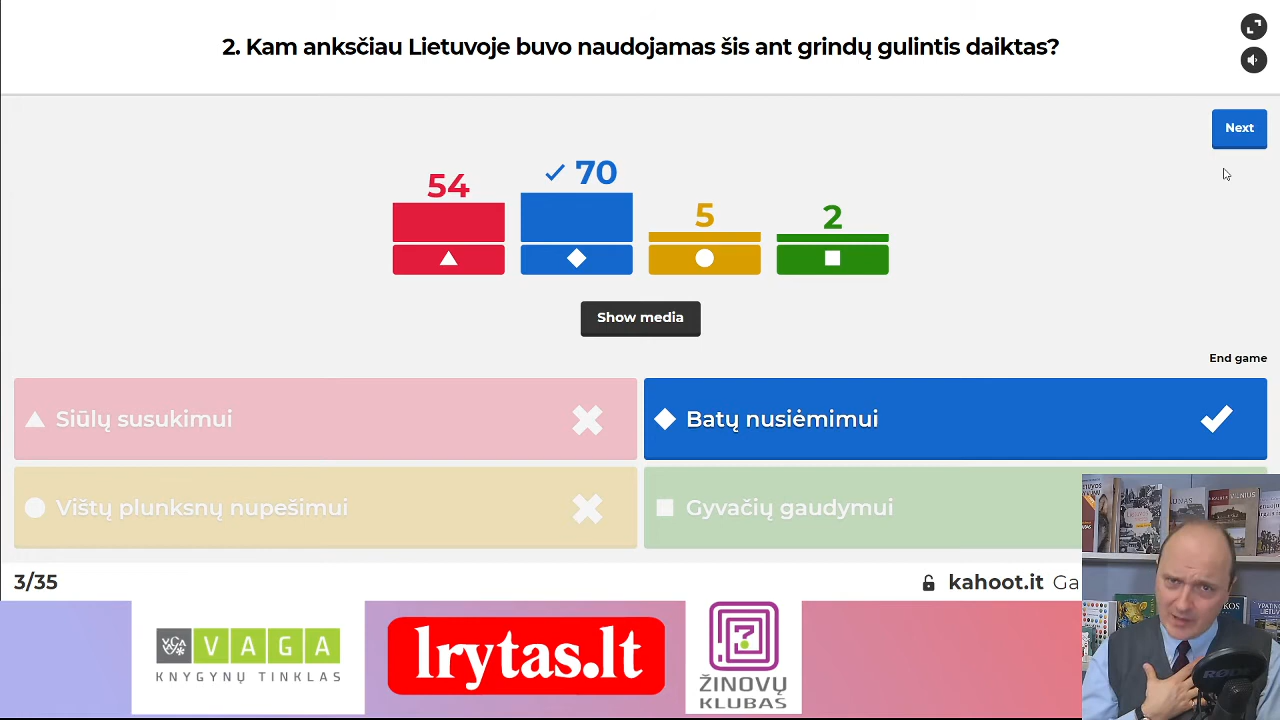 2. Kam anksčiau Lietuvoje buvo naudojamas šis ant grindų gulintis daiktas?
Next
54
70
5
2
Show media
End game
Siūlų susukimui
Batų nusiėmimui
Vištų plunksnų nupešimui
Gyvačių gaudymui
3/35
kahoot.it Ga
VAGA
KNYGYNŲ TINKLAS
lrytas.lt
?
ŽINOVŲ
KLUBAS
VILNIUS
RØDE